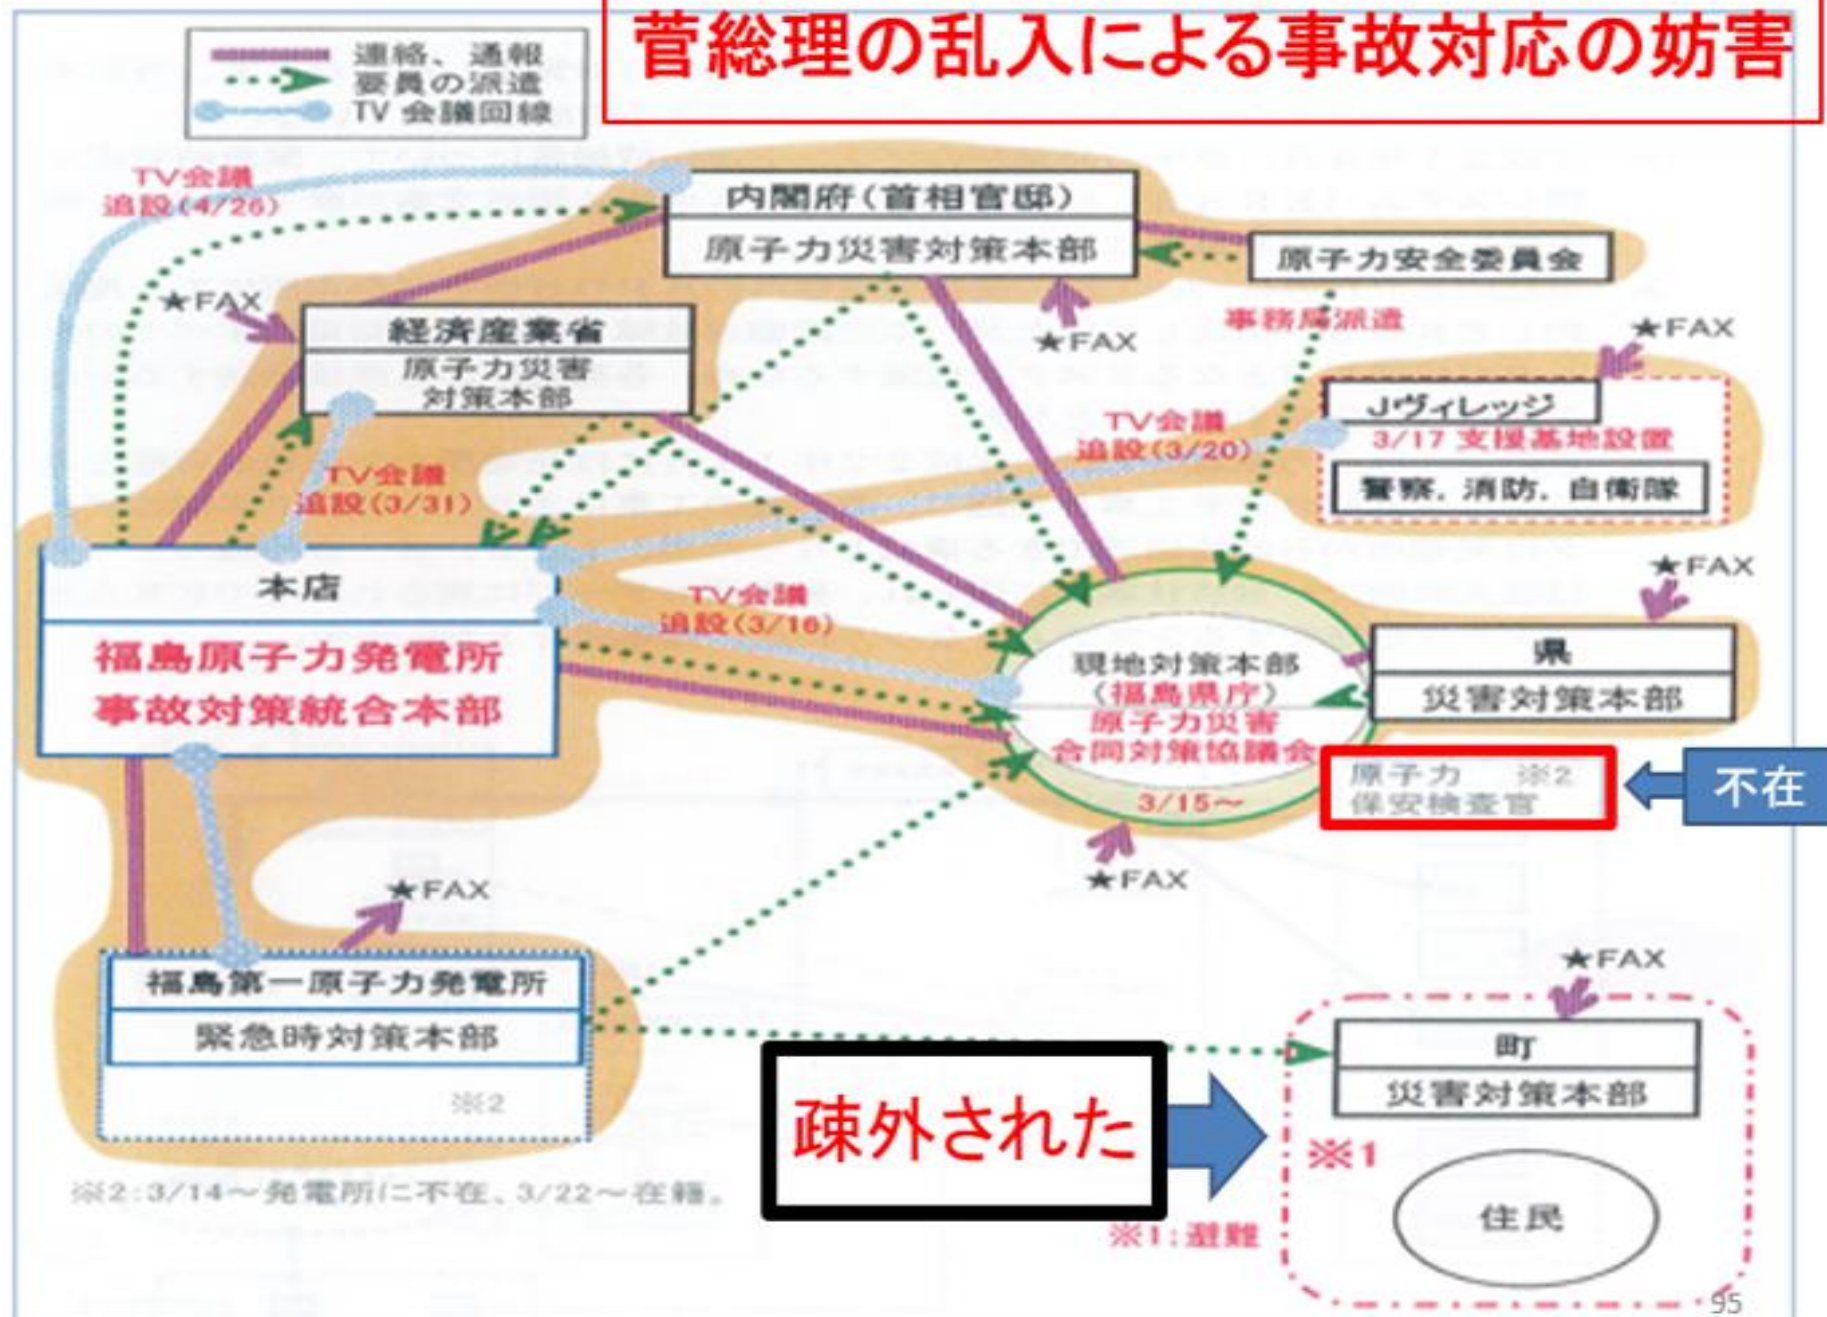 菅総理の乱入による事故対応の妨害
連絡、通報
要員の派遣
TV 会議回線
TV会議
追設(4/26)
内閣府(首相官邸)
原子力災害対策本部
原子力安全委員会
事務局派遣
★FAX
★FAX
★FAX
経済産業省
原子力災害
対策本部
Jヴィレッジ
3/17 支援基地設置
警察, 消防, 自衛隊
TV会議
追設(3/20)
TV会議
追設(3/31)
本店
福島原子力発電所
事故対策統合本部
TV会議
追設(3/16)
★FAX
県
災害対策本部
現地対策本部
(福島県庁)
原子力災害
合同対策協議会
3/15～
原子力 ※2
保安検査官
不在
★FAX
★FAX
福島第一原子力発電所
緊急時対策本部
※2
★FAX
町
災害対策本部
疎外された
※1
住民
※2:3/14～発電所に不在、3/22～在籍。
※1:避難
95